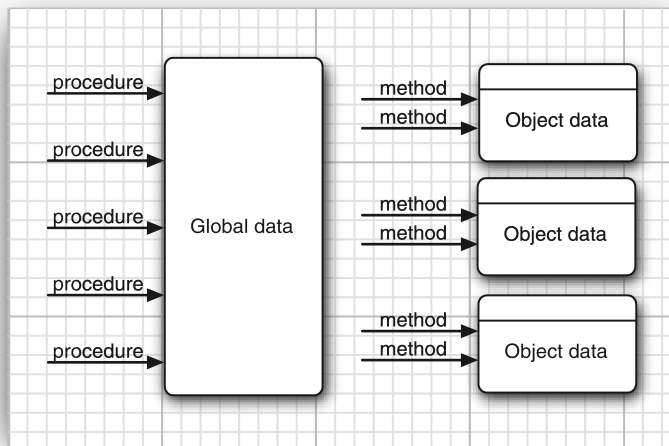 procedure
procedure
procedure
procedure
procedure
Global data
method
method
Object data
method
method
Object data
method
method
Object data